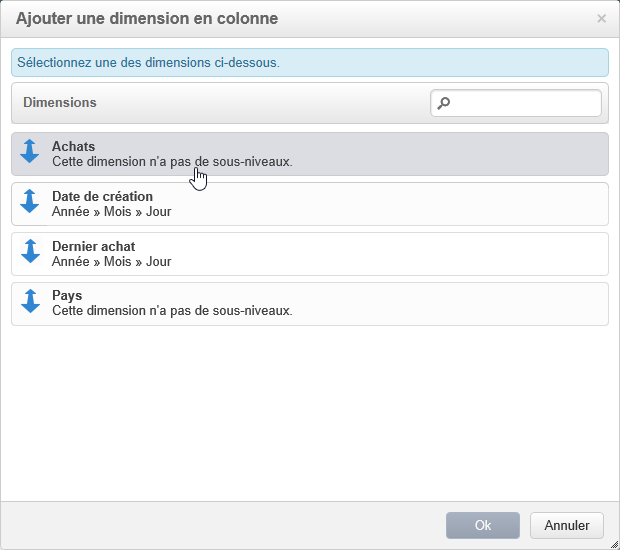 Ajouter une dimension en colonne
×
Sélectionnez une des dimensions ci-dessous.
Dimensions
Achats
Cette dimension n'a pas de sous-niveaux.
Date de création
Année » Mois » Jour
Dernier achat
Année » Mois » Jour
Pays
Cette dimension n'a pas de sous-niveaux.
Ok Annuler